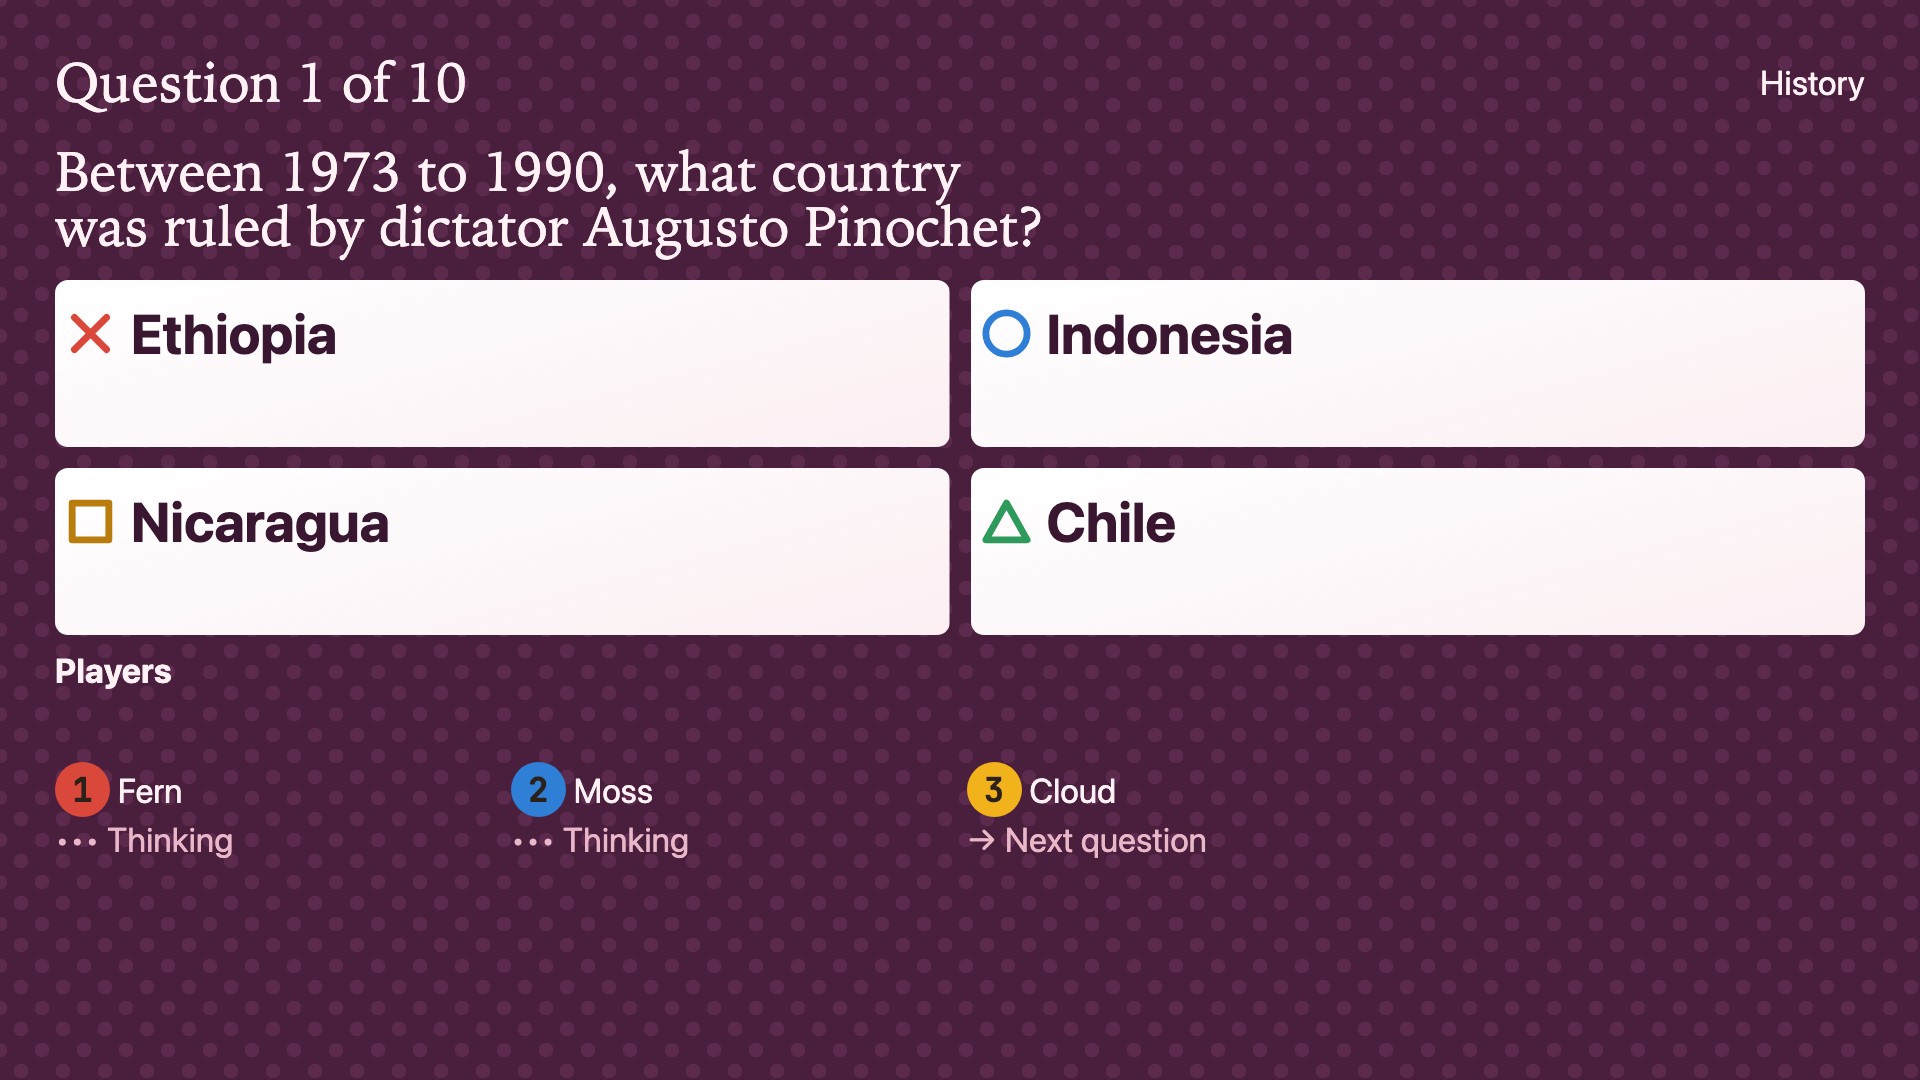 Question 1 of 10
History
Between 1973 to 1990, what country
was ruled by dictator Augusto Pinochet?
Ethiopia
Indonesia
Nicaragua
Chile
Players
1 Fern
... Thinking
2 Moss
... Thinking
3 Cloud
→ Next question